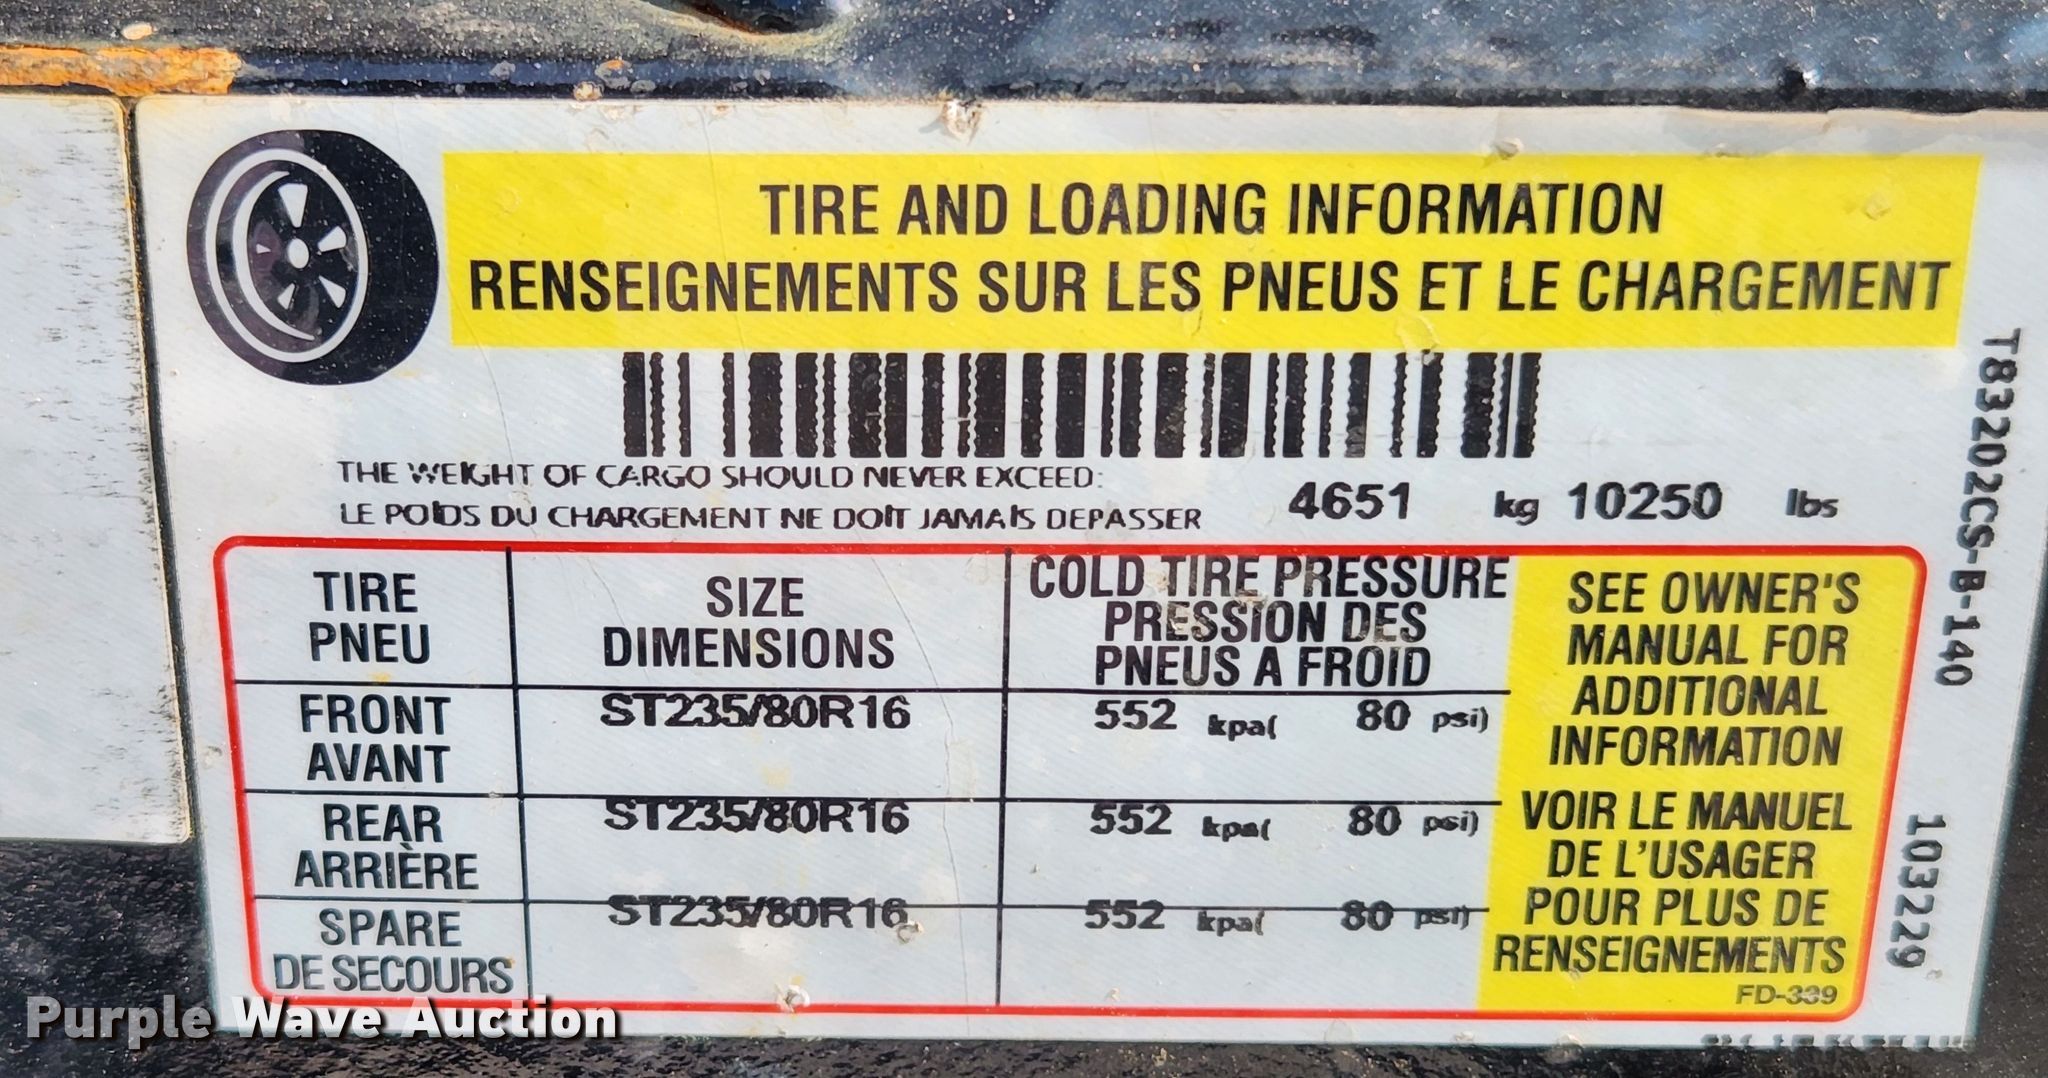 TIRE AND LOADING INFORMATION
RENSEIGNEMENTS SUR LES PNEUS ET LE CHARGEMENT
THE WEIGHT OF CARGO SHOULD NEVER EXCEED:
LE POIDS DU CHARGEMENT NE DOIT JAMAIS DEPASSER
4651 kg 10250 lbs
TIRE
PNEU
SIZE
DIMENSIONS
COLD TIRE PRESSURE
PRESSION DES
PNEUS A FROID
FRONT
AVANT
ST235/80R16
552 kpa( 80 psi)
REAR
ARRIÈRE
ST235/80R16
552 kpa( 80 psi)
SPARE
DE SECOURS
ST235/80R16
552 kpa( 80 psi)
SEE OWNER'S
MANUAL FOR
ADDITIONAL
INFORMATION
VOIR LE MANUEL
DE L'USAGER
POUR PLUS DE
RENSEIGNEMENTS
FD-339
T83202CS-B-140
103229
Purple Wave Auction